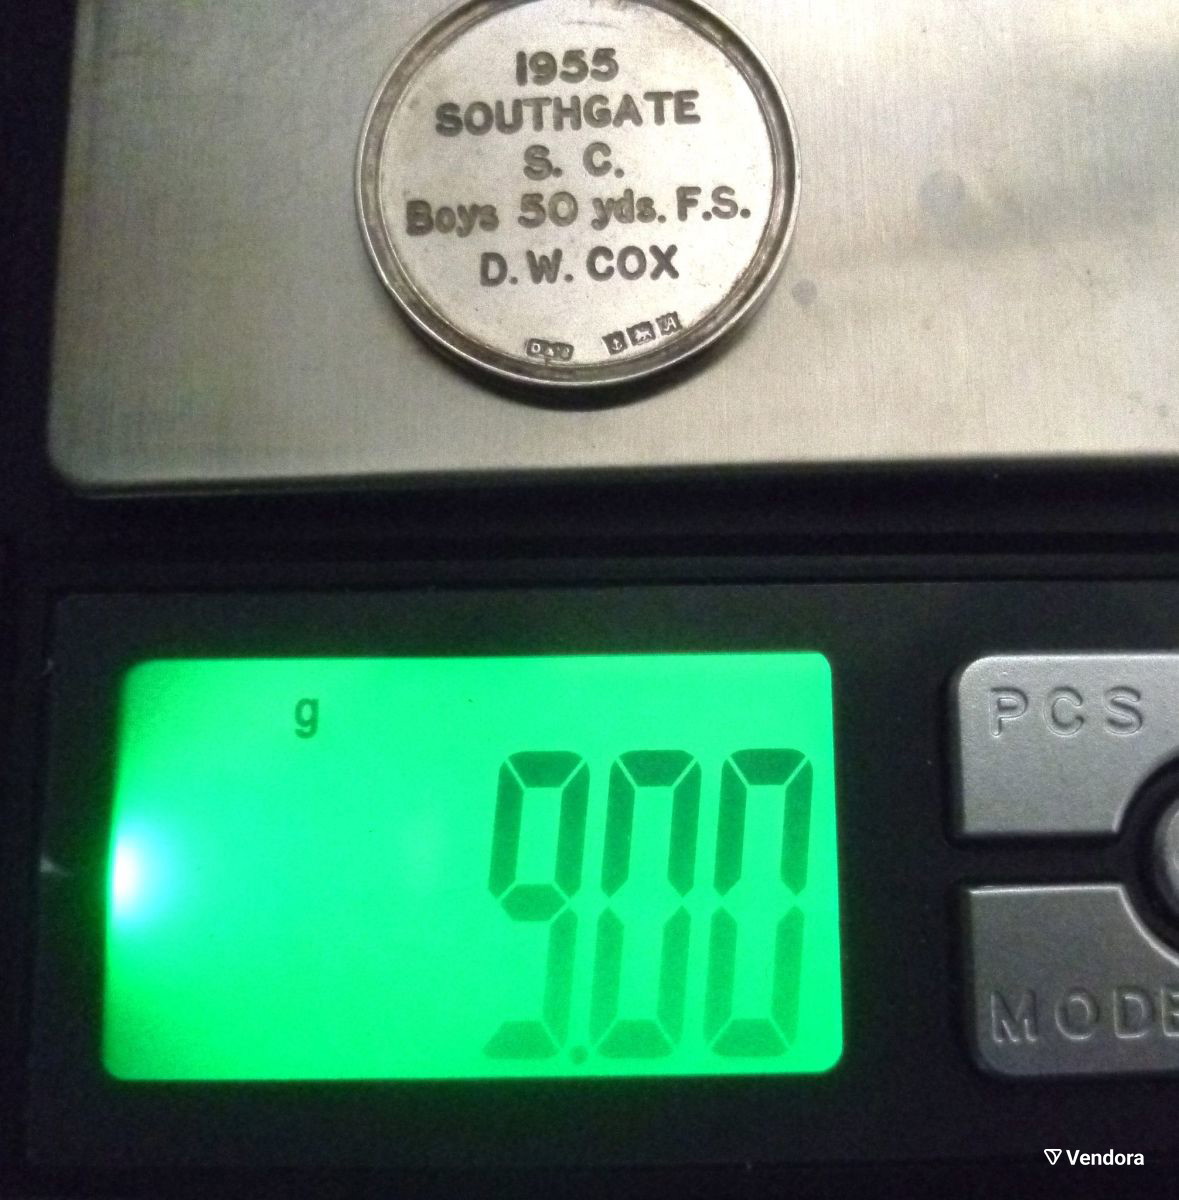 1955
SOUTHGATE
S. C.
Boys 50 yds. F.S.
D. W. COX
A
g
9.00
PCS
MODE
Vendora